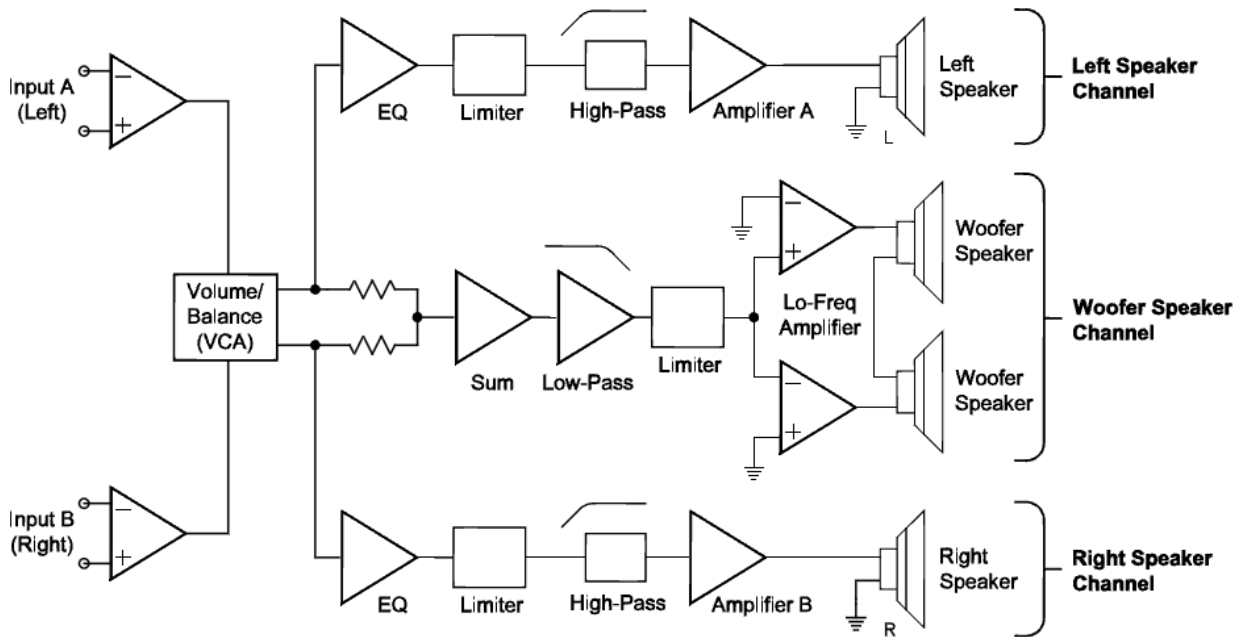 Input A
(Left)
−
+
EQ
Limiter
High-Pass
Amplifier A
Left
Speaker
L
Left Speaker
Channel
Volume/
Balance
(VCA)
Sum
Low-Pass
Limiter
−
+
Lo-Freq
Amplifier
−
+
Woofer
Speaker
Woofer
Speaker
Woofer Speaker
Channel
Input B
(Right)
−
+
EQ
Limiter
High-Pass
Amplifier B
Right
Speaker
R
Right Speaker
Channel